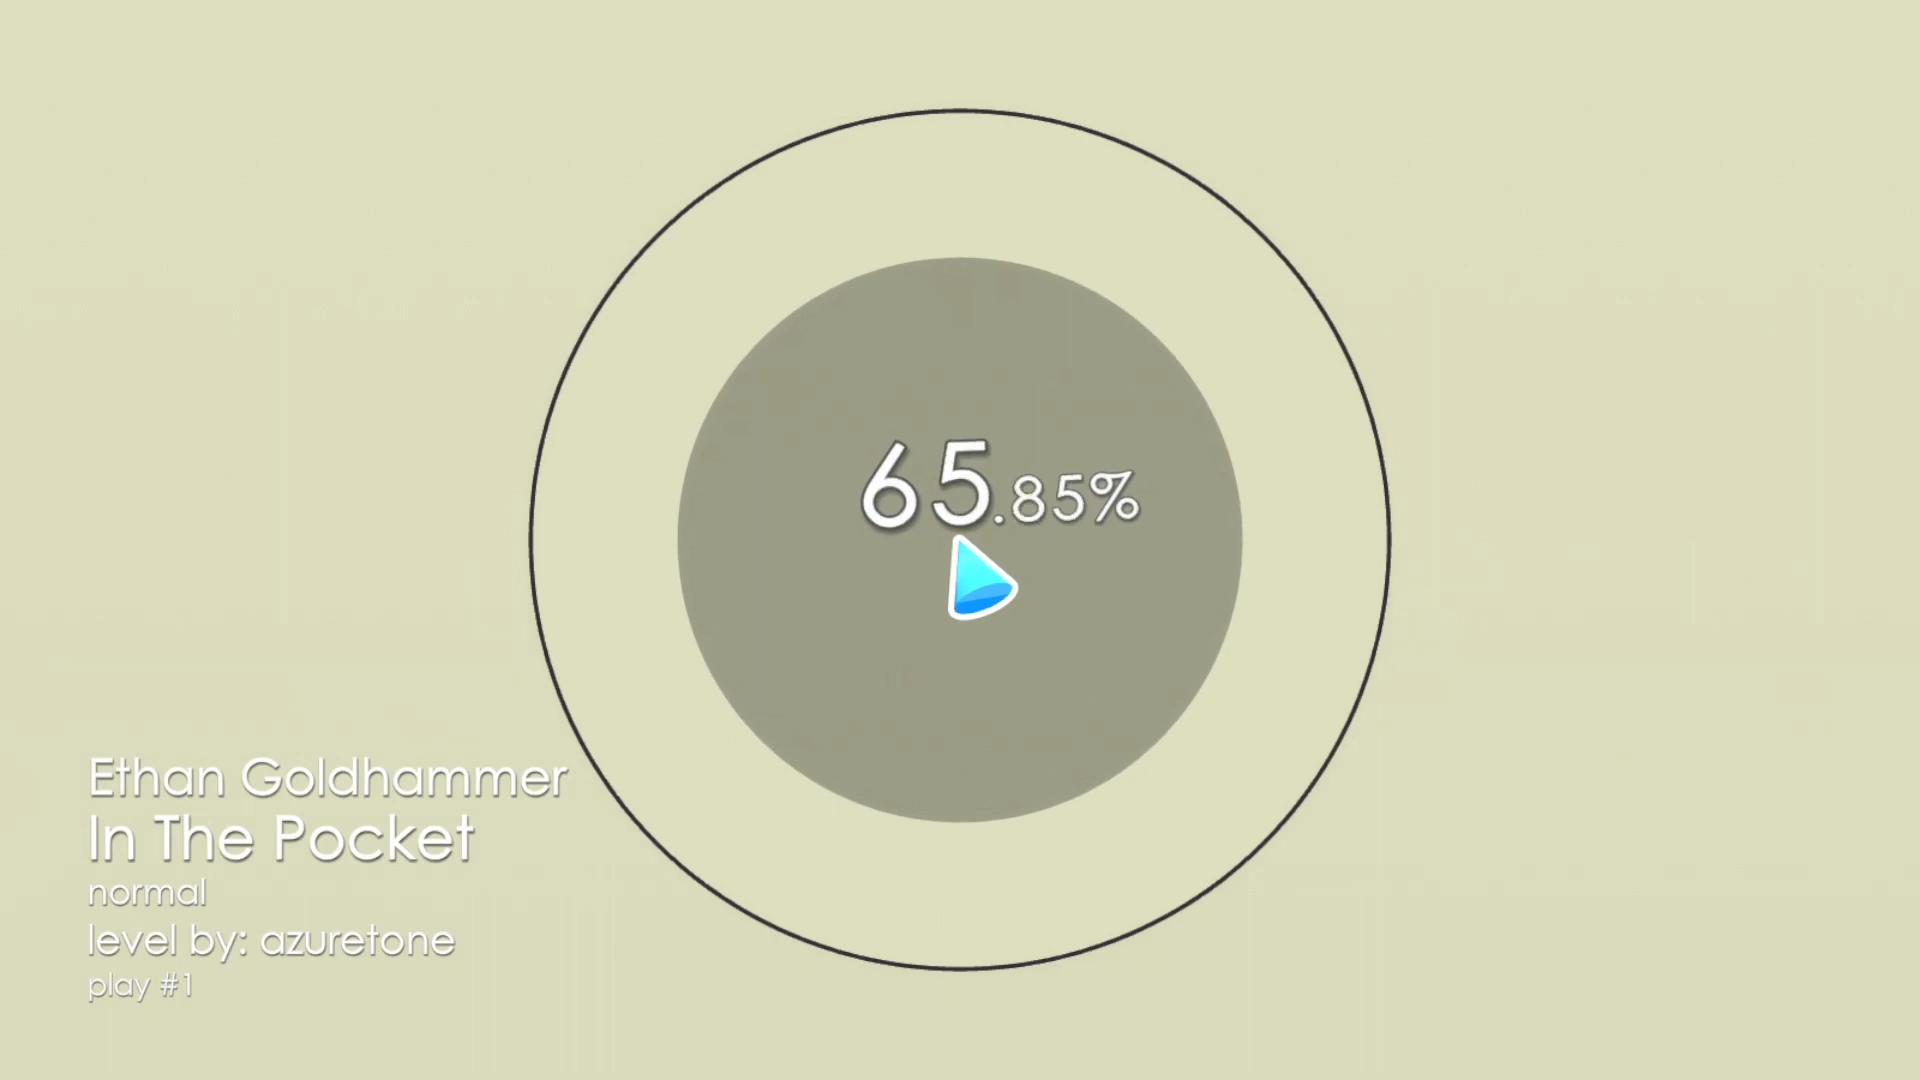 65.85%
Ethan Goldhammer
In The Pocket
normal
level by: azuretone
play #1